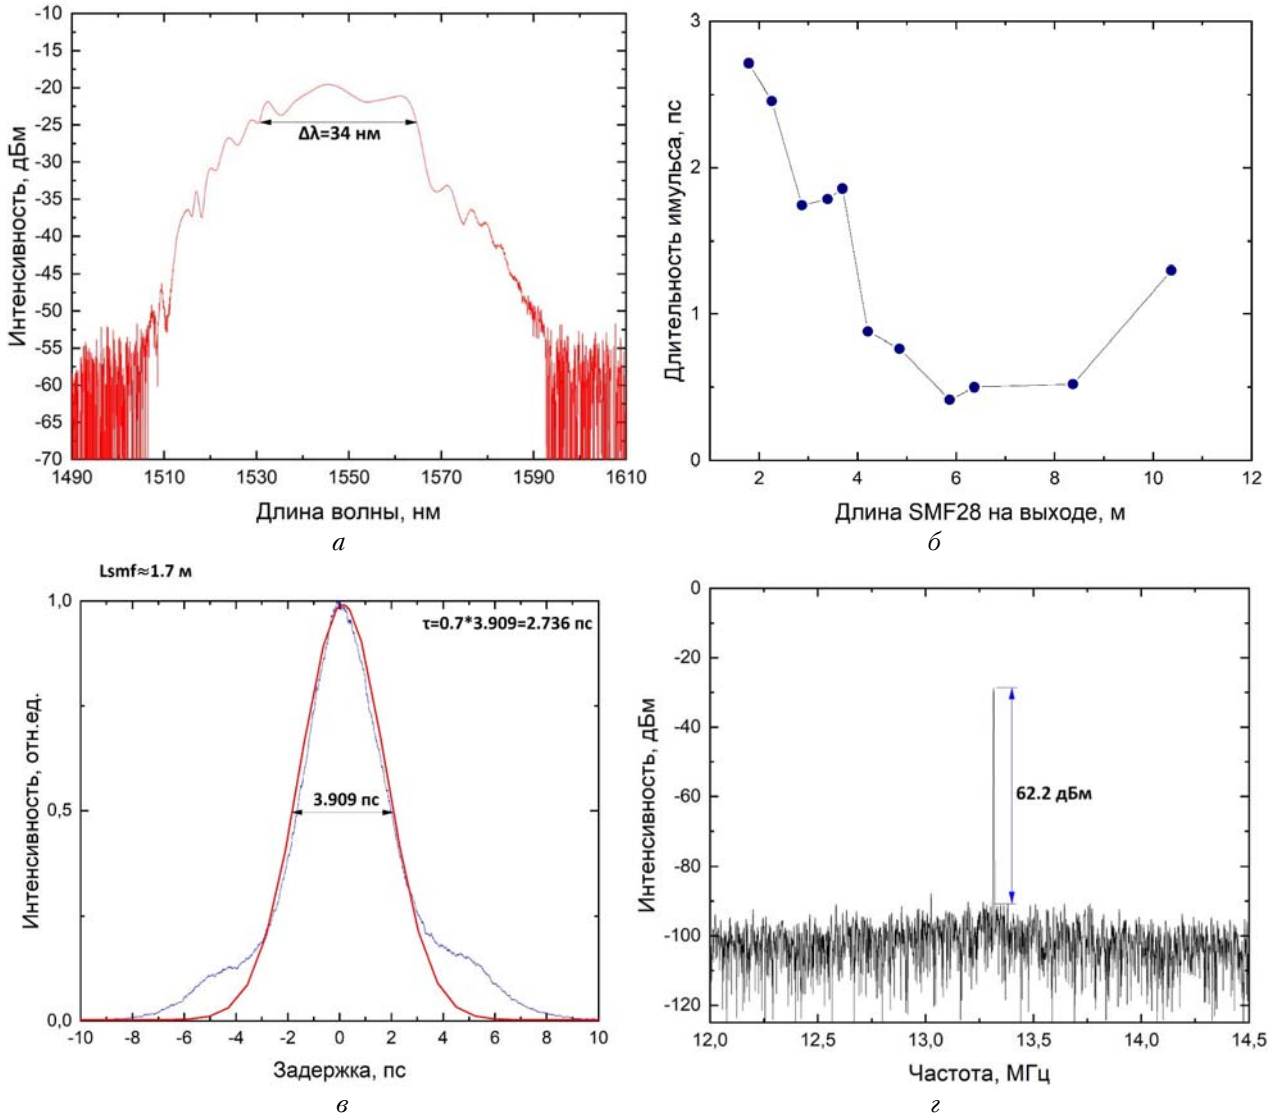 -10
-15
-20
-25
-30
-35
-40
-45
-50
-55
-60
-65
-70
Интенсивность, дБм
Δλ=34 нм
1490 1510 1530 1550 1570 1590 1610
Длина волны, нм
а
3
2
1
0
Длительность имульса, пс
2 4 6 8 10 12
Длина SMF28 на выходе, м
б
Lsmf≈1.7 м
1,0
0,5
0,0
Интенсивность, отн.ед.
τ=0.7*3.909=2.736 пс
3.909 пс
-10 -8 -6 -4 -2 0 2 4 6 8 10
Задержка, пс
в
0
-20
-40
-60
-80
-100
-120
Интенсивность, дБм
62.2 дБм
12,0 12,5 13,0 13,5 14,0 14,5
Частота, МГц
г